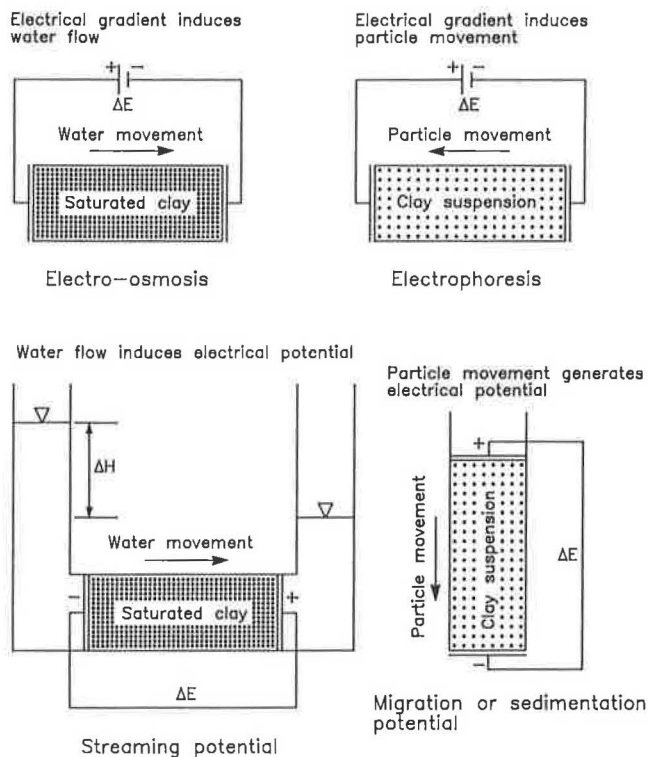 Electrical gradient induces
water flow
+ -
ΔE
Water movement
Saturated clay
Electro-osmosis
Electrical gradient induces
particle movement
+ -
ΔE
Particle movement
Clay suspension
Electrophoresis
Water flow induces electrical potential
ΔH
Water movement
- +
Saturated clay
ΔE
Streaming potential
Particle movement generates
electrical potential
+
Particle movement
Clay suspension
ΔE
-
Migration or sedimentation
potential